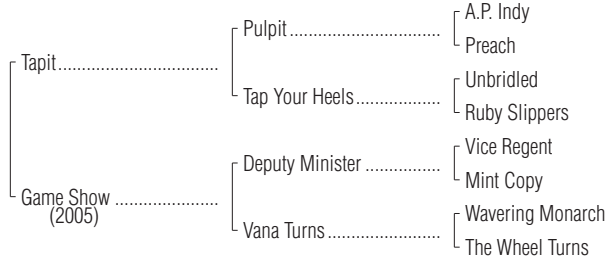 A.P. Indy
Pulpit
Preach
Tapit
Unbridled
Tap Your Heels
Ruby Slippers
Vice Regent
Deputy Minister
Mint Copy
Game Show
(2005)
Wavering Monarch
Vana Turns
The Wheel Turns